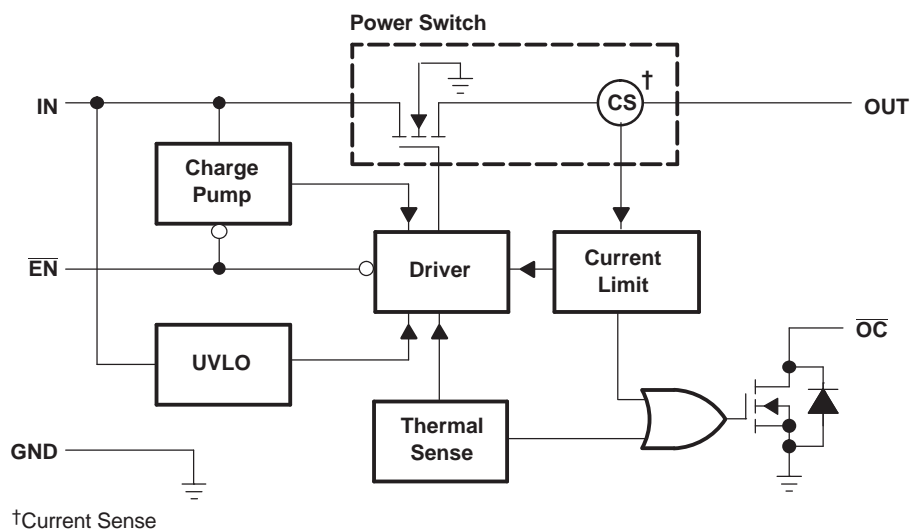 Power Switch
†
IN
CS
OUT
Charge
Pump
EN
Driver
Current
Limit
OC
UVLO
Thermal
Sense
GND
†Current Sense